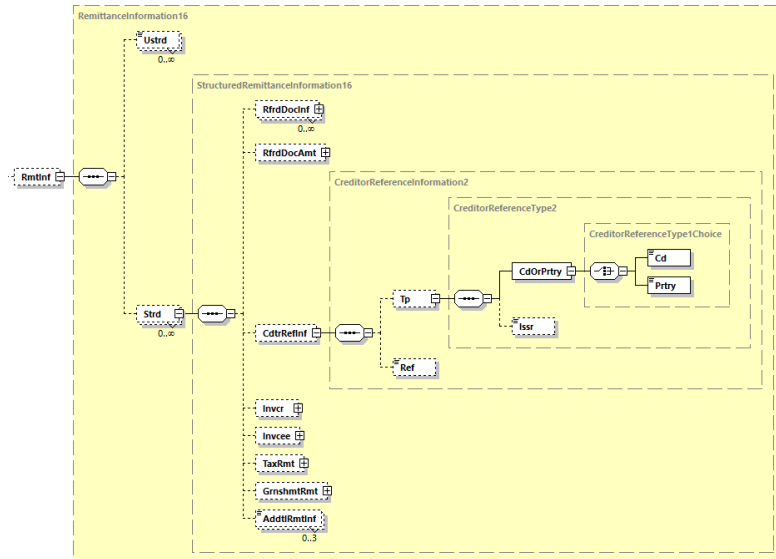 RemittanceInformation16
Ustrd
0..∞
StructuredRemittanceInformation16
RfrdDocInf
0..∞
RfrdDocAmt
RmtInf
CreditorReferenceInformation2
CreditorReferenceType2
CreditorReferenceType1Choice
Cd
CdOrPrtry
Prtry
Tp
Strd
0..∞
Issr
CdtrRefInf
Ref
Invcr
Invcee
TaxRmt
GrnshmtRmt
AddtlRmtInf
0..3